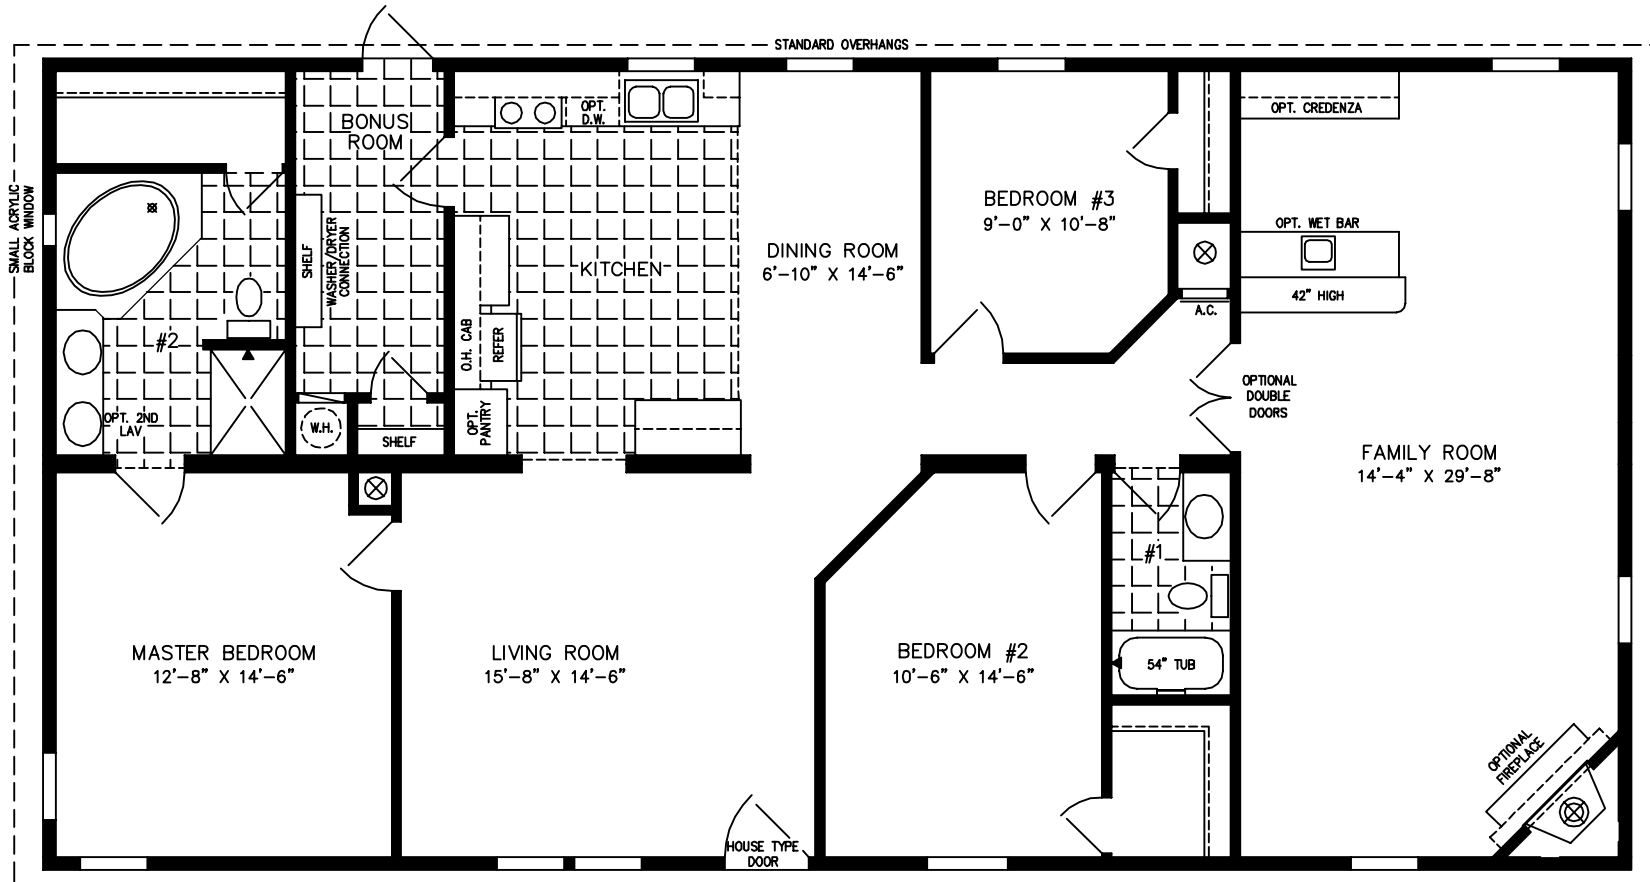 STANDARD OVERHANGS
SMALL ACRYLIC
BLOCK WINDOW
BONUS
ROOM
OPT.
D.W.
KITCHEN
SHELF
WASHER/DRYER
CONNECTION
O.H. CAB
REFER
OPT.
PANTRY
W.H.
SHELF
#2
OPT. 2ND
LAV
DINING ROOM
6'-10" X 14'-6"
BEDROOM #3
9'-0" X 10'-8"
A.C.
OPT. CREDENZA
OPT. WET BAR
42" HIGH
OPTIONAL
DOUBLE
DOORS
FAMILY ROOM
14'-4" X 29'-8"
MASTER BEDROOM
12'-8" X 14'-6"
LIVING ROOM
15'-8" X 14'-6"
BEDROOM #2
10'-6" X 14'-6"
#1
54" TUB
OPTIONAL
FIREPLACE
HOUSE TYPE
DOOR